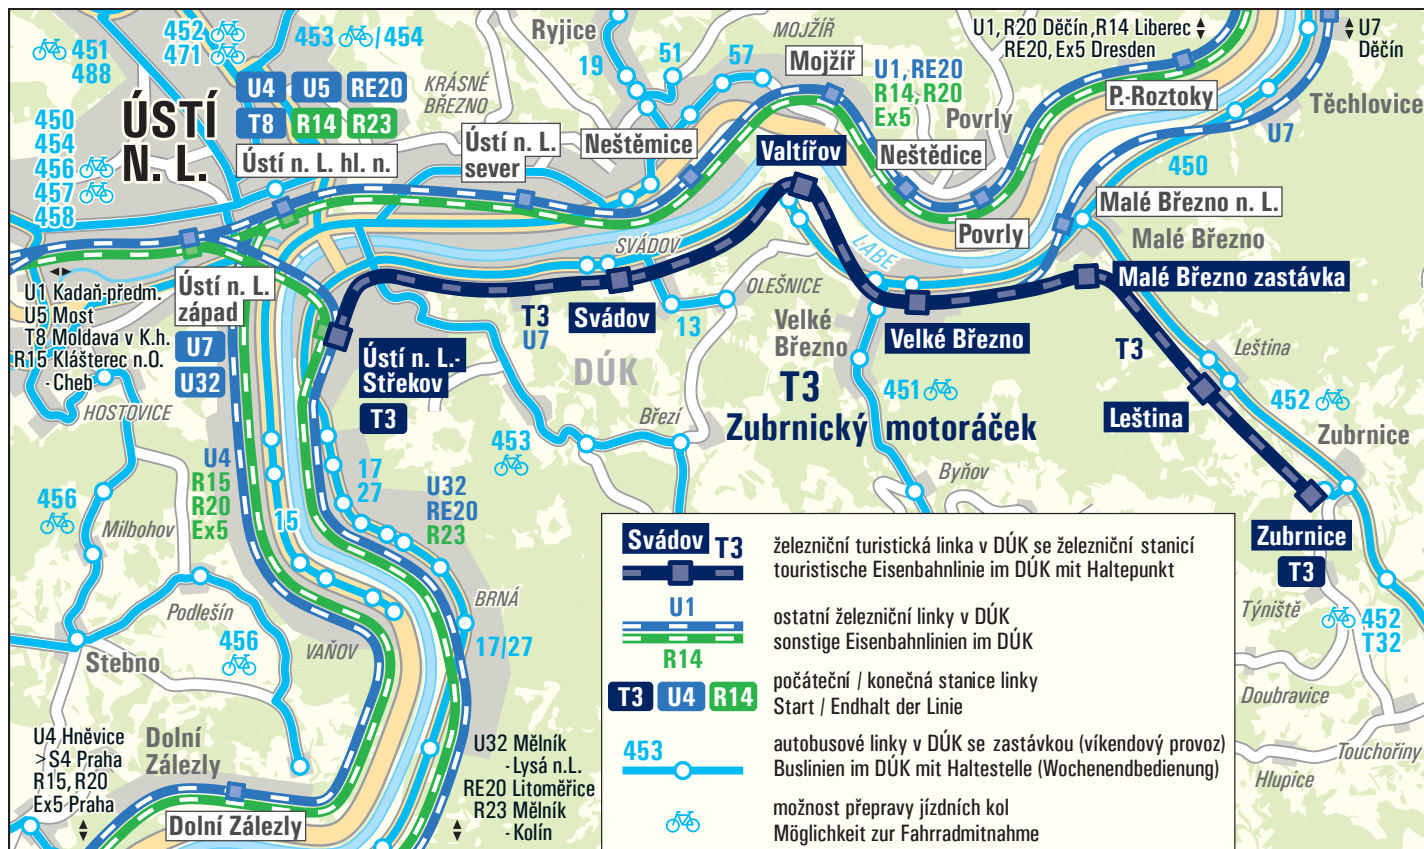 451
488
452
471
453
/454
450
454
456
457
458
ÚSTÍ
N. L.
U4 U5 RE20
T8 R14 R23
Ústí n. L. hl. n.
KRÁSNÉ
BŘEZNO
Ústí n. L.
sever
Ryjice
19
51
57
Neštěmice
MOJŽÍŘ
Mojžíř
Valtířov
U1, RE20
R14, R20
Ex5
Povrly
Neštědice
Povrly
U1, R20 Děčín, R14 Liberec
RE20, Ex5 Dresden
U7
Děčín
P.-Roztoky
Těchlovice
U7
450
Malé Březno n. L.
Malé Březno
Malé Březno zastávka
LABE
SVÁDOV
Svádov
13
OLEŠNICE
Velké
Březno
Velké Březno
T3
U7
DÚK
T3
Zubrnický motoráček
451
Byňov
T3
Leština
Leština
452
Zubrnice
Zubrnice
T3
Týniště
452
T32
Doubravice
Touchořiny
Hlupice
U1 Kadaň-předm.
U5 Most
T8 Moldava v K.h.
R15 Klášterec n.O.
- Cheb
HOSTOVICE
Ústí n. L.
západ
U7
U32
Ústí n. L.-
Střekov
T3
453
Březí
17
27
U4
R15
R20
Ex5
15
U32
RE20
R23
456
Milbohov
Podlešín
456
Stebno
VAŇOV
BRNÁ
17/27
U4 Hněvice
> S4 Praha
R15, R20
Ex5 Praha
Dolní
Zálezly
Dolní Zálezly
U32 Mělník
- Lysá n.L.
RE20 Litoměřice
R23 Mělník
- Kolín
Svádov T3
železniční turistická linka v DÚK se železniční stanicí
touristische Eisenbahnlinie im DÚK mit Haltepunkt
U1
R14
ostatní železniční linky v DÚK
sonstige Eisenbahnlinien im DÚK
T3 U4 R14
počáteční / konečná stanice linky
Start / Endhalt der Linie
453
autobusové linky v DÚK se zastávkou (víkendový provoz)
Buslinien im DÚK mit Haltestelle (Wochenendbedienung)
možnost přepravy jízdních kol
Möglichkeit zur Fahrradmitnahme